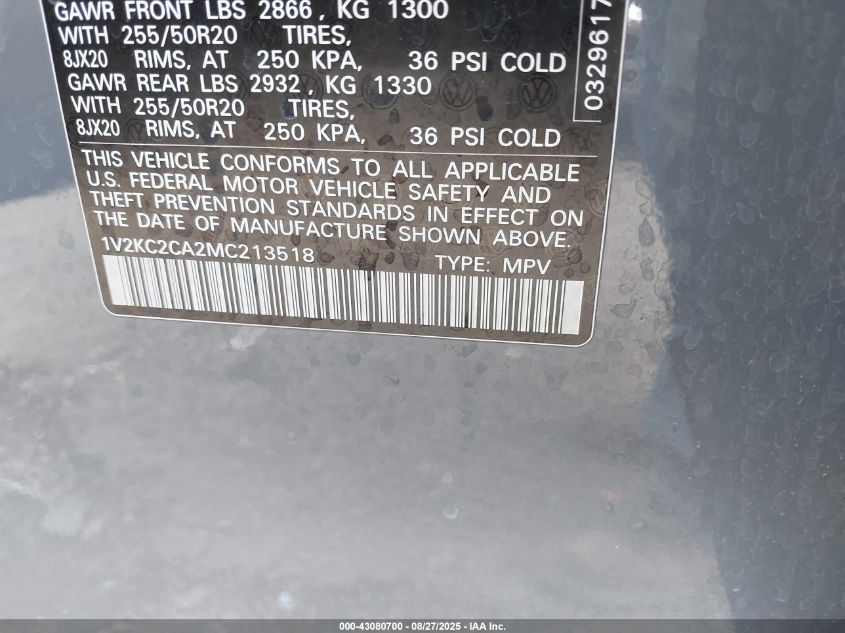 GAWR FRONT LBS 2866, KG 1300
WITH 255/50R20 TIRES,
8JX20 RIMS, AT 250 KPA, 36 PSI COLD
GAWR REAR LBS 2932, KG 1330
WITH 255/50R20 TIRES,
8JX20 RIMS, AT 250 KPA, 36 PSI COLD
THIS VEHICLE CONFORMS TO ALL APPLICABLE
U.S. FEDERAL MOTOR VEHICLE SAFETY AND
THEFT PREVENTION STANDARDS IN EFFECT ON
THE DATE OF MANUFACTURE SHOWN ABOVE.
1V2KC2CA2MC213518 TYPE: MPV
0329617
000-43080700 - 08/27/2025 - IAA Inc.